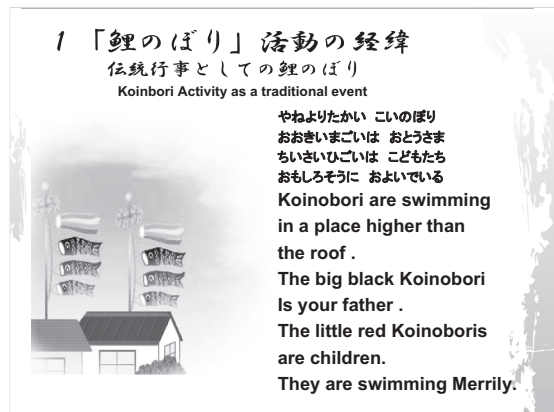 1 「鯉のぼり」活動の経緯
伝統行事としての鯉のぼり
Koinbori Activity as a traditional event
やねよりたかい こいのぼり
おおきいまごいは おとうさま
ちいさいひごいは こどもたち
おもしろそうに およいでいる
Koinobori are swimming
in a place higher than
the roof .
The big black Koinobori
Is your father .
The little red Koinoboris
are children.
They are swimming Merrily.